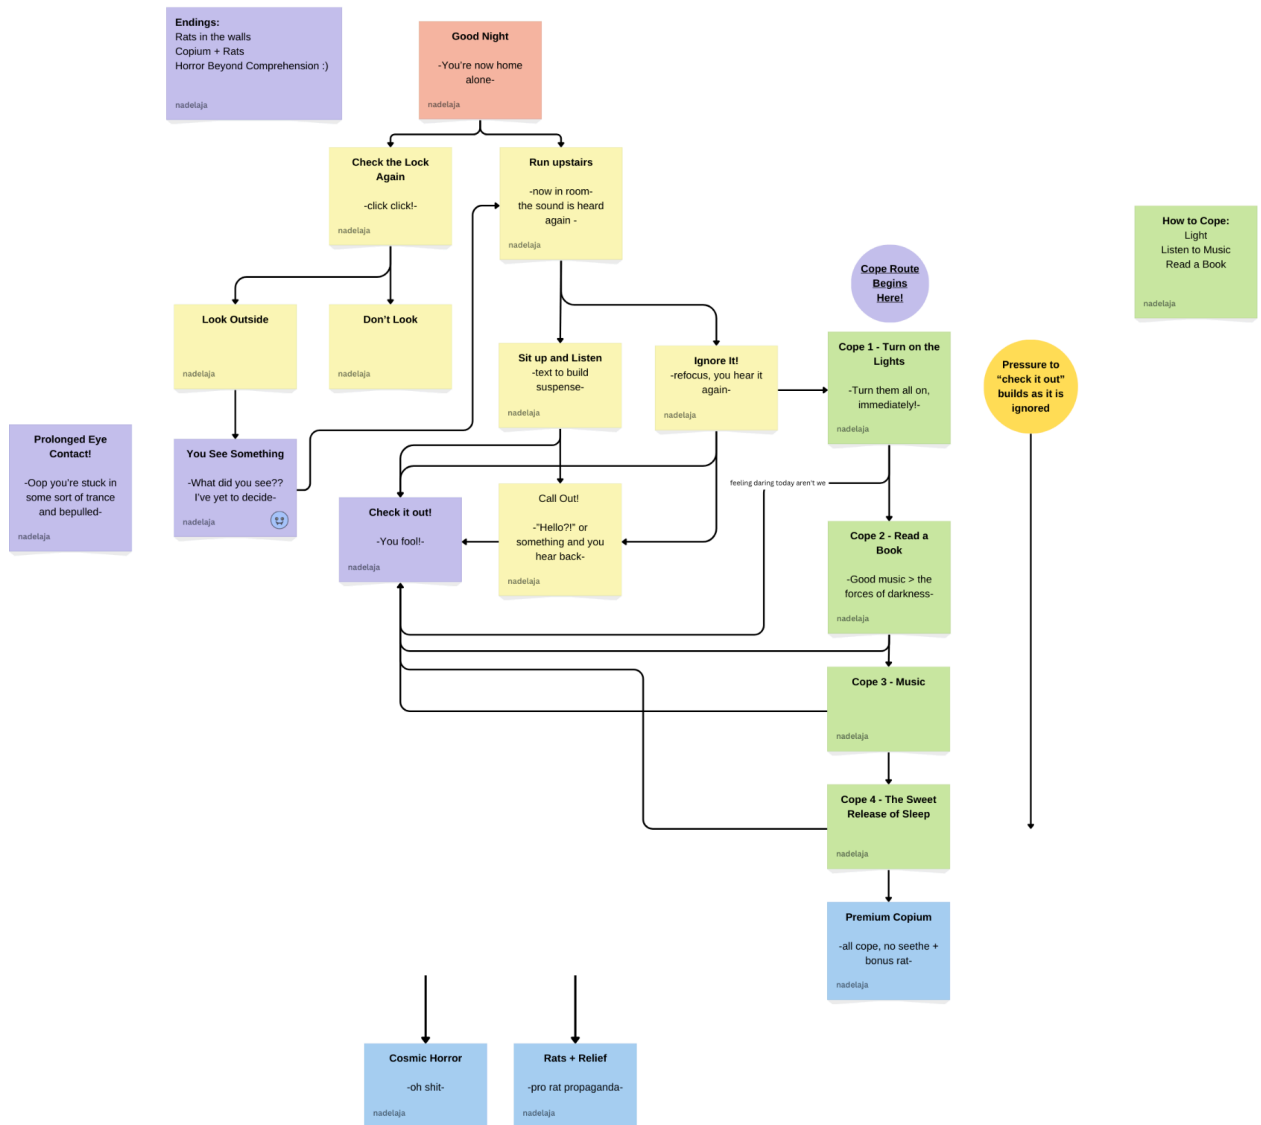 Endings:
Rats in the walls
Copium + Rats
Horror Beyond Comprehension :)
nadelaja
Good Night
-You're now home
alone-
nadelaja
Check the Lock
Again
-click click!-
nadelaja
Run upstairs
-now in room-
the sound is heard
again -
nadelaja
How to Cope:
Light
Listen to Music
Read a Book
nadelaja
Cope Route
Begins
Here!
Look Outside
nadelaja
Don't Look
nadelaja
Sit up and Listen
-text to build
suspense-
nadelaja
Ignore It!
-refocus, you hear it
again-
nadelaja
Cope 1 - Turn on the
Lights
-Turn them all on,
immediately!-
nadelaja
Pressure to
“check it out”
builds as it is
ignored
Prolonged Eye
Contact!
-Oop you're stuck in
some sort of trance
and bepulled-
nadelaja
You See Something
-What did you see??
I've yet to decide-
nadelaja
Check it out!
-You fool!-
nadelaja
Call Out!
-"Hello?!" or
something and you
hear back-
nadelaja
feeling daring today aren't we
Cope 2 - Read a
Book
-Good music > the
forces of darkness-
nadelaja
Cope 3 - Music
nadelaja
Cope 4 - The Sweet
Release of Sleep
nadelaja
Premium Copium
-all cope, no seethe +
bonus rat-
nadelaja
Cosmic Horror
-oh shit-
nadelaja
Rats + Relief
-pro rat propaganda-
nadelaja